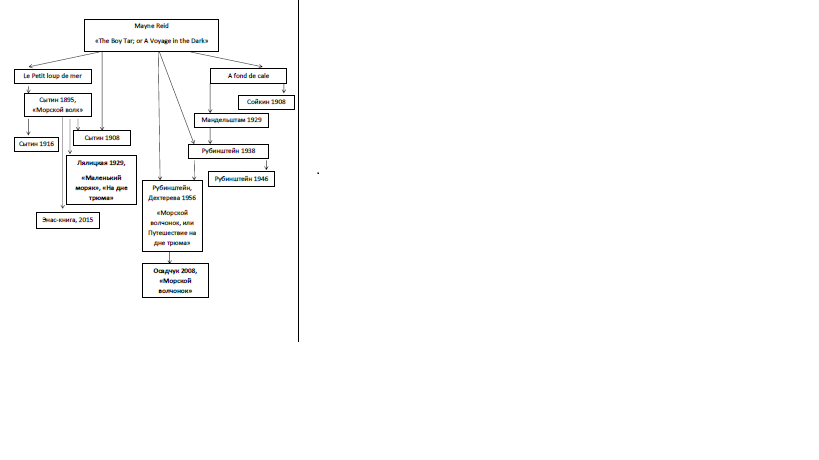 Mayne Reid
«The Boy Tar; or A Voyage in the Dark»
Le Petit loup de mer
A fond de cale
Сытин 1895,
«Морской волк»
Сойкин 1908
Мандельштам 1929
Сытин 1916
Сытин 1908
Рубинштейн 1938
Лялицкая 1929,
«Маленький
моряк», «На дне
трюма»
Рубинштейн 1946
Рубинштейн,
Дехтерева 1956
«Морской
волчонок, или
Путешествие на
дне трюма»
Энас-книга, 2015
Осадчук 2008,
«Морской
волчонок»